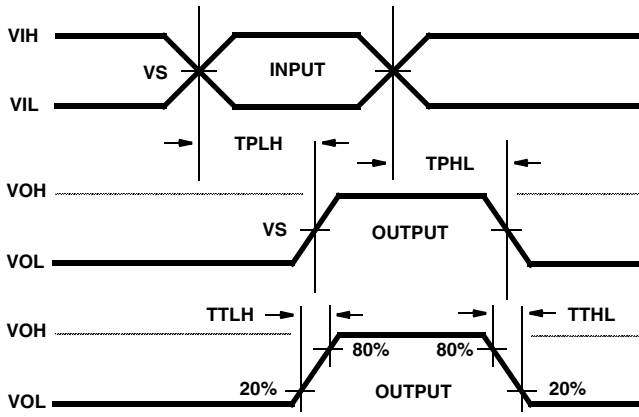 VIH
VS
INPUT
VIL
TPLH
TPHL
VOH
VS
OUTPUT
VOL
TTLH
TTHL
VOH
80%
80%
20%
OUTPUT
20%
VOL